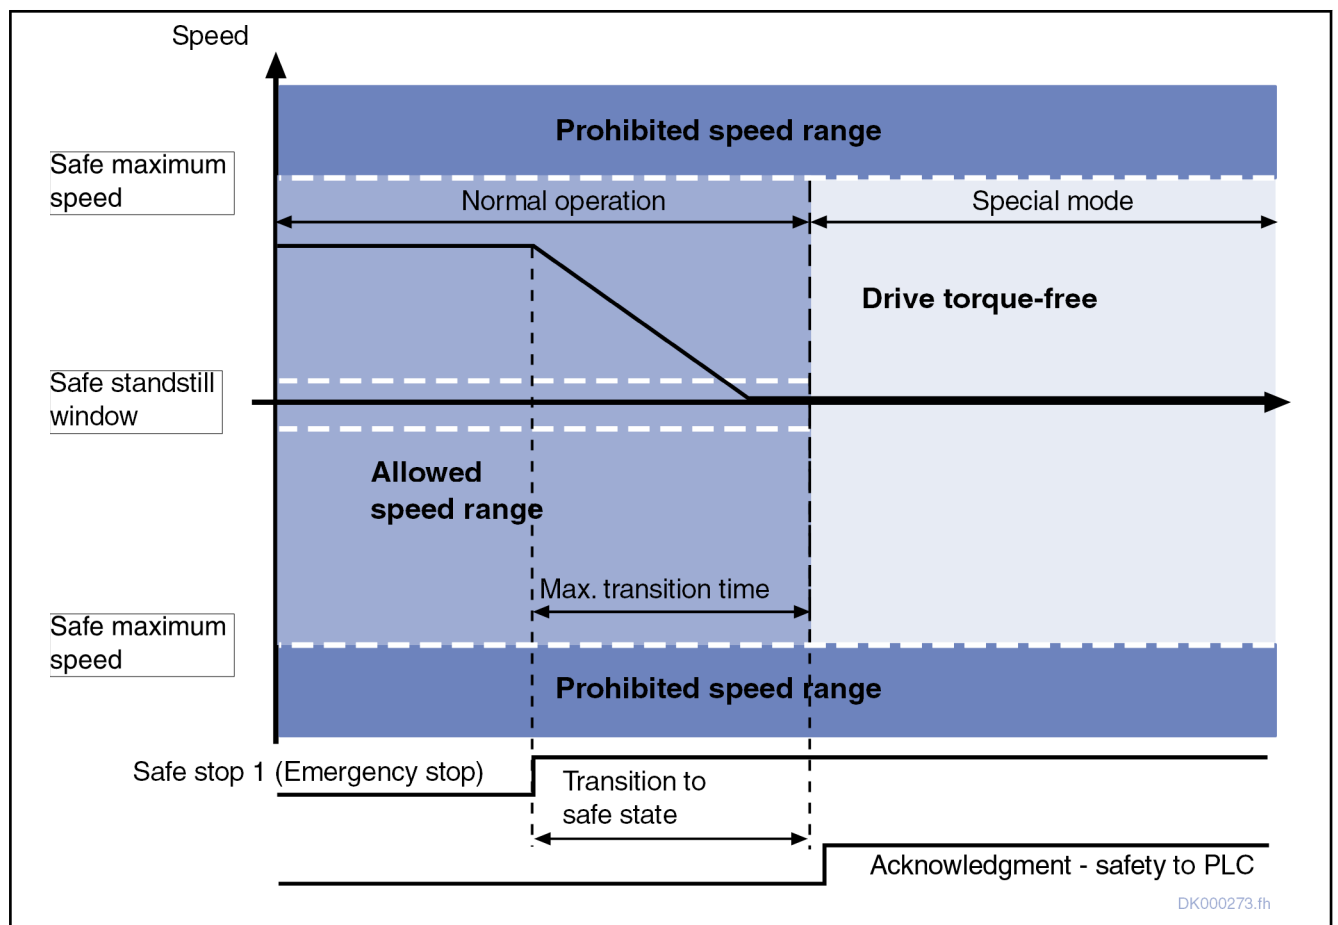 Speed
Prohibited speed range
Safe maximum
speed
Normal operation
Special mode
Drive torque-free
Safe standstill
window
Allowed
speed range
Max. transition time
Safe maximum
speed
Prohibited speed range
Safe stop 1 (Emergency stop)
Transition to
safe state
Acknowledgment - safety to PLC
DK000273.fh